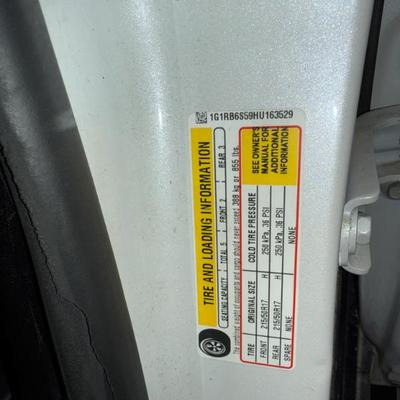 1G1RB6S59HU163529
TIRE AND LOADING INFORMATION
SEATING CAPACITY TOTAL 5 FRONT 2 REAR 3
The combined weight of occupants and cargo should never exceed 388 kg or 855 lbs.
TIRE ORIGINAL SIZE COLD TIRE PRESSURE
FRONT 215/50R17 H 250 kPa, 36 PSI
REAR 215/50R17 H 250 kPa, 36 PSI
SPARE NONE NONE
SEE OWNER'S
MANUAL FOR
ADDITIONAL
INFORMATION